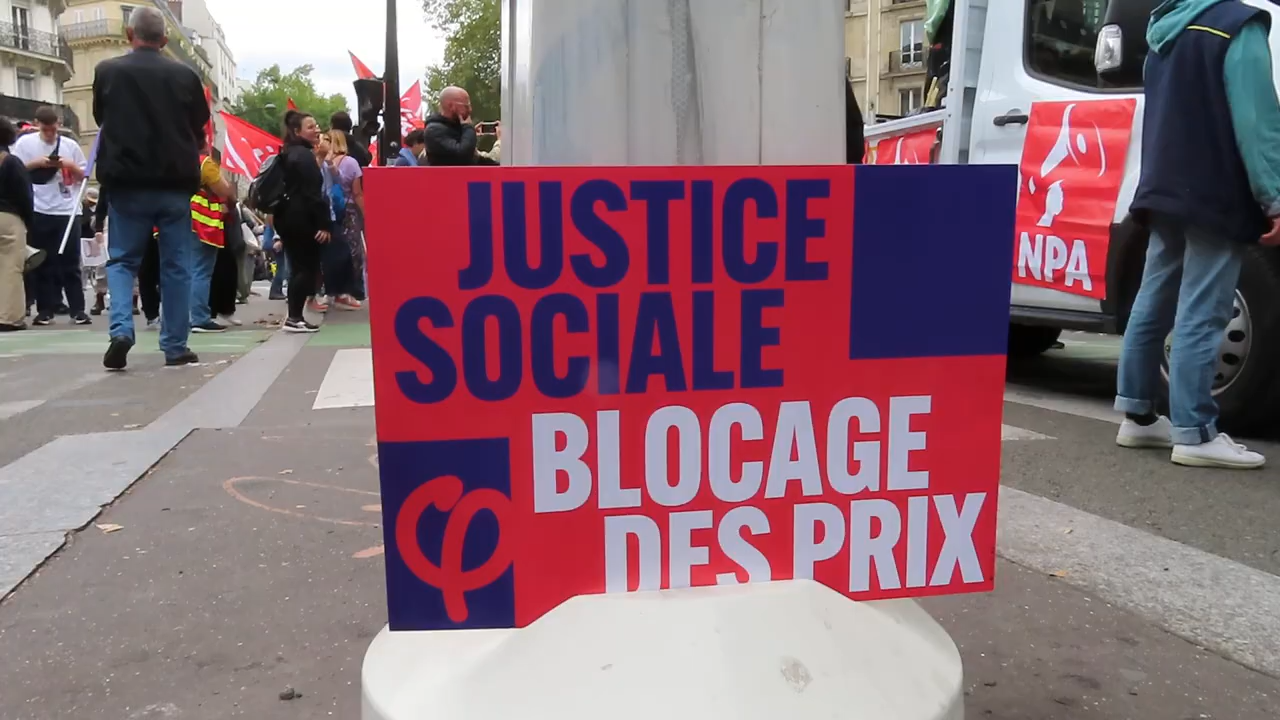 JUSTICE
SOCIALE
BLOCAGE
DES PRIX
φ
NPA